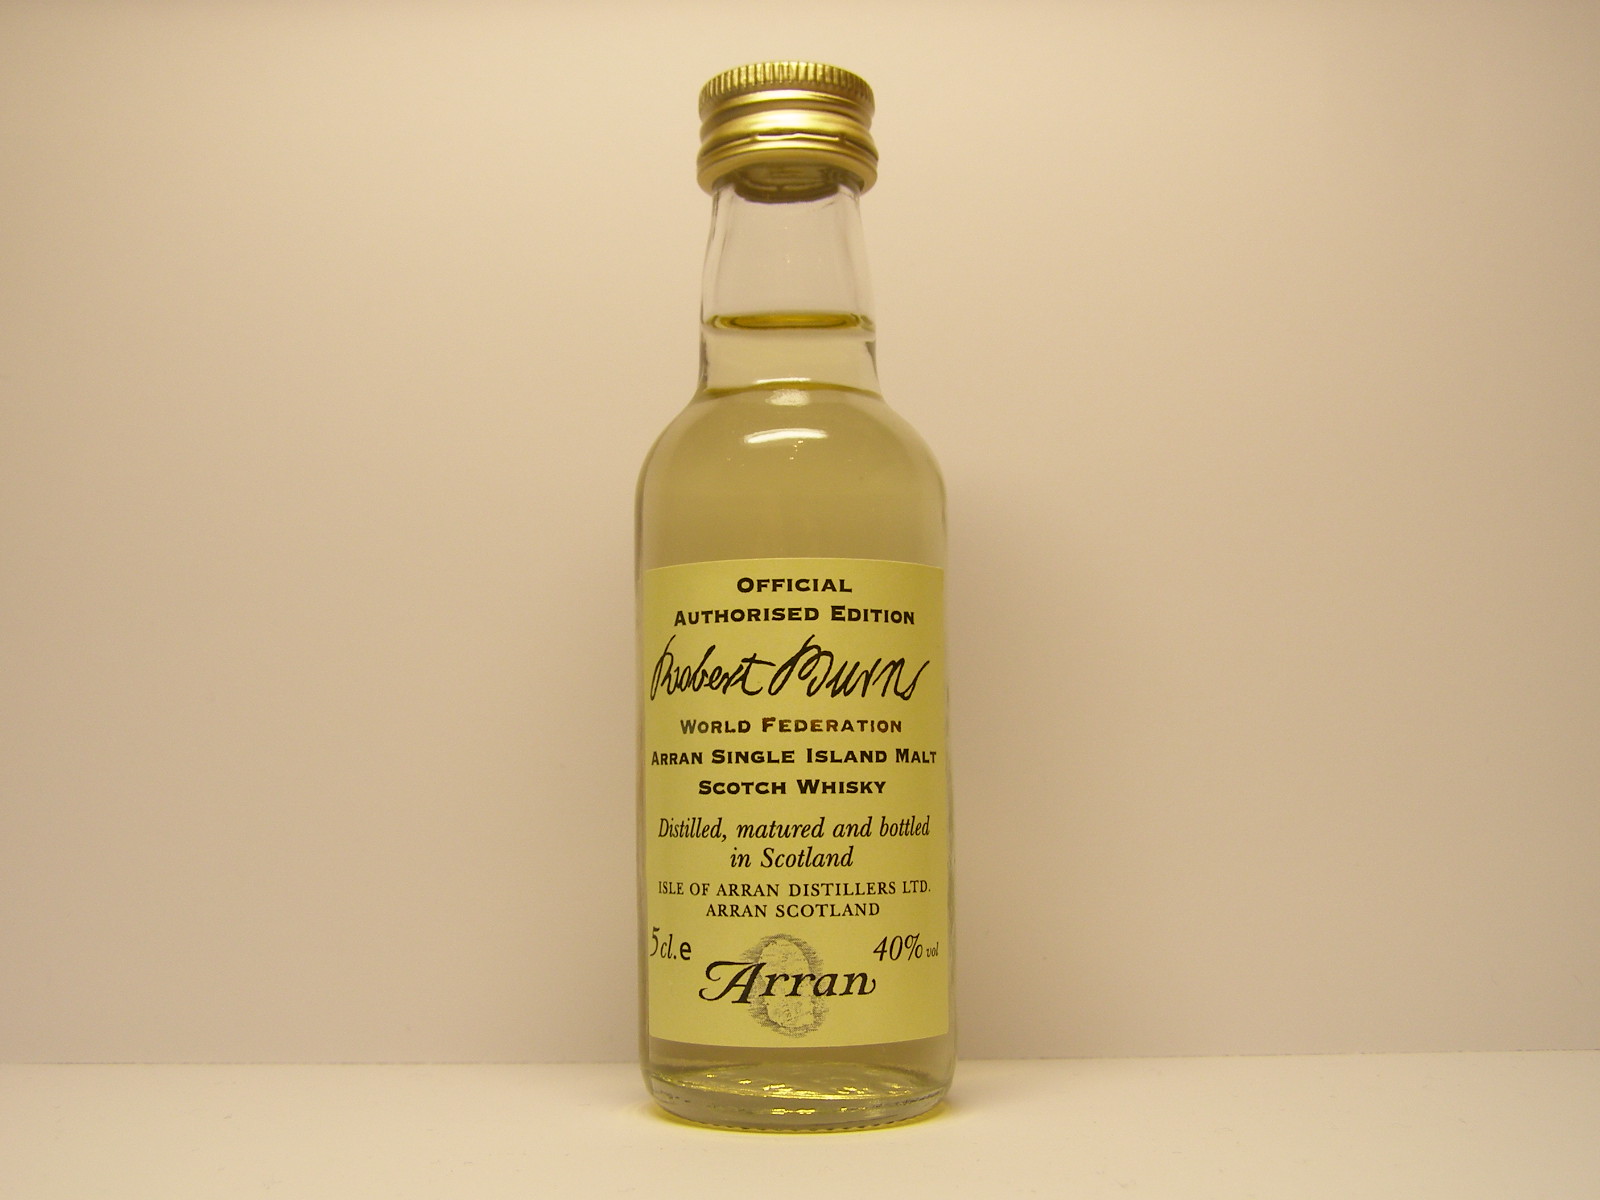 OFFICIAL
AUTHORISED EDITION
Robert Burns
WORLD FEDERATION
ARRAN SINGLE ISLAND MALT
SCOTCH WHISKY
Distilled, matured and bottled
in Scotland
ISLE OF ARRAN DISTILLERS LTD.
ARRAN SCOTLAND
5cl.e 40% vol
Arran